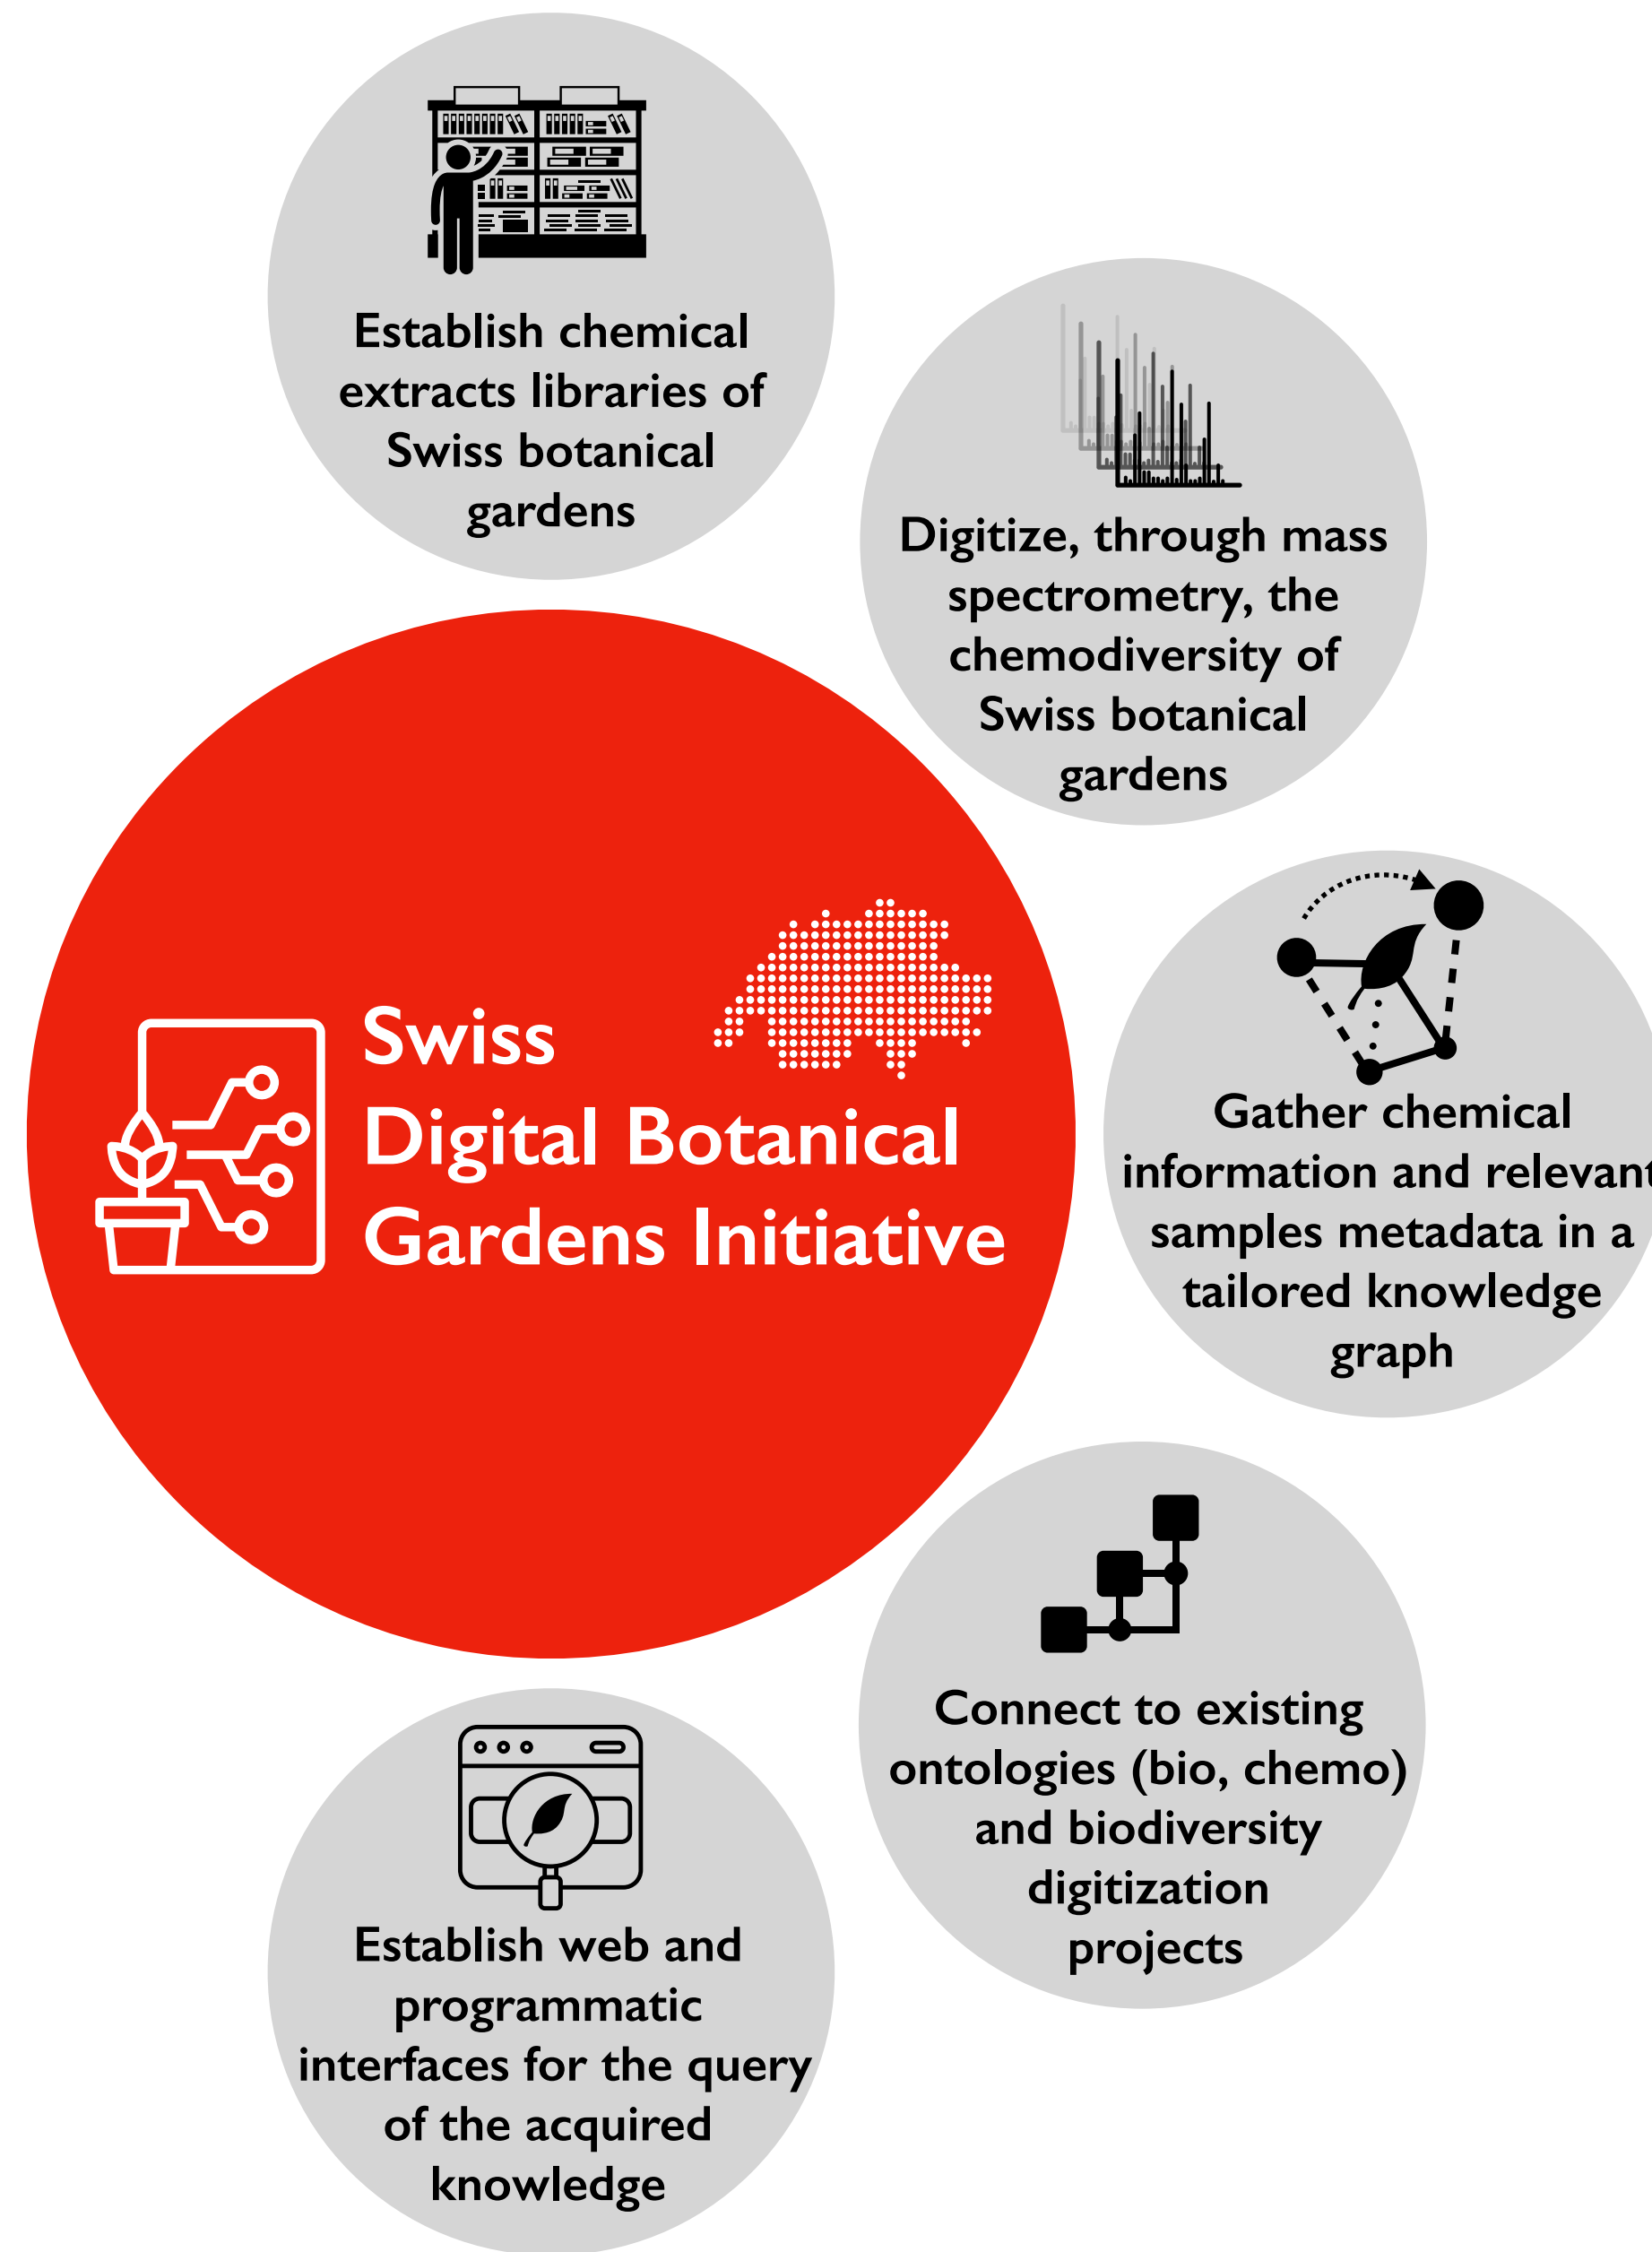 Establish chemical
extracts libraries of
Swiss botanical
gardens
Digitize, through mass
spectrometry, the
chemodiversity of
Swiss botanical
gardens
Swiss
Digital Botanical
Gardens Initiative
Gather chemical
information and relevant
samples metadata in a
tailored knowledge
graph
Connect to existing
ontologies (bio, chemo)
and biodiversity
digitization
projects
Establish web and
programmatic
interfaces for the query
of the acquired
knowledge